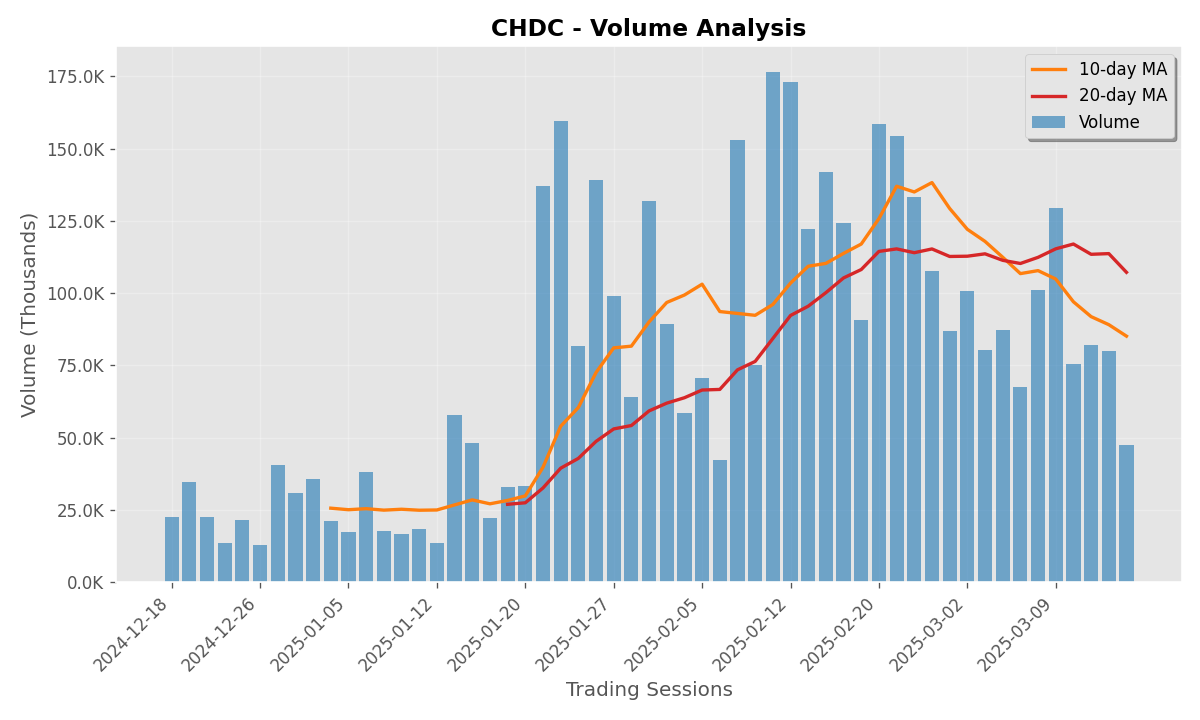 CHDC - Volume Analysis
10-day MA
20-day MA
Volume
Volume (Thousands)
175.0K
150.0K
125.0K
100.0K
75.0K
50.0K
25.0K
0.0K
2024-12-18
2024-12-26
2025-01-05
2025-01-12
2025-01-20
2025-01-27
2025-02-05
2025-02-12
2025-02-20
2025-03-02
2025-03-09
Trading Sessions